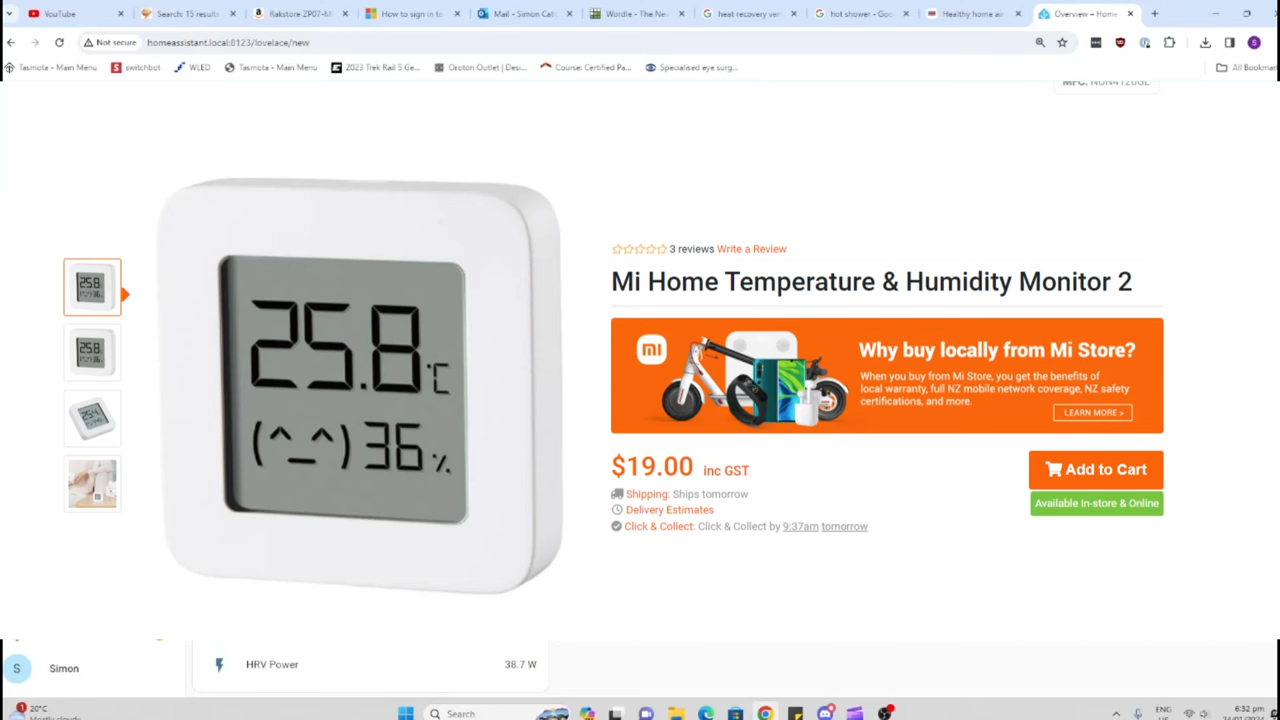 YouTube
Search: 15 results
Rakstore ZP07-M
How to sign in to
Mail - Simon Cat
Wordle - The Ne
heat recovery ver
hot shower - Goo
Healthy home ai
Overview - Home
Not secure
homeassistant.local:8123/lovelace/new
Tasmota - Main Menu
switchbot
WLED
Tasmota - Main Menu
2023 Trek Rail 5 Ge...
Oroton Outlet | Desi...
Course: Certified Pa...
Specialised eye surg...
All Bookmar
25.8 °C
(^_^) 36 %
3 reviews Write a Review
Mi Home Temperature & Humidity Monitor 2
mi
Why buy locally from Mi Store?
When you buy from Mi Store, you get the benefits of
local warranty, full NZ mobile network coverage, NZ safety
certifications, and more.
LEARN MORE >
$19.00 inc GST
Add to Cart
Shipping: Ships tomorrow
Available In-store & Online
Delivery Estimates
Click & Collect: Click & Collect by 9:37am tomorrow
S
Simon
HRV Power
38.7 W
1
20°C
Mostly cloudy
Search
ENG
6:32 pm